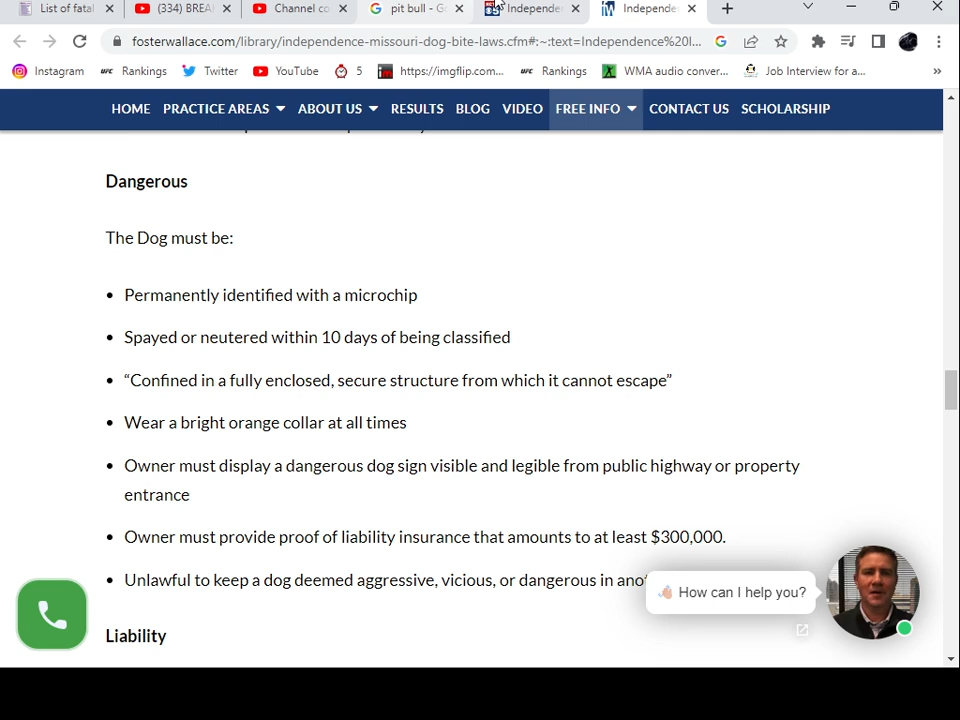 List of fatal
(334) BREA
Channel co
pit bull - G
Independen
Independen
fosterwallace.com/library/independence-missouri-dog-bite-laws.cfm#:~:text=Independence%20l...
Instagram
UFC Rankings
Twitter
YouTube
5
https://imgflip.com...
UFC Rankings
WMA audio conver...
Job Interview for a...
»
HOME PRACTICE AREAS ABOUT US RESULTS BLOG VIDEO FREE INFO CONTACT US SCHOLARSHIP
Dangerous
The Dog must be:
• Permanently identified with a microchip
• Spayed or neutered within 10 days of being classified
• “Confined in a fully enclosed, secure structure from which it cannot escape”
• Wear a bright orange collar at all times
• Owner must display a dangerous dog sign visible and legible from public highway or property
entrance
• Owner must provide proof of liability insurance that amounts to at least $300,000.
• Unlawful to keep a dog deemed aggressive, vicious, or dangerous in
How can I help you?
Liability